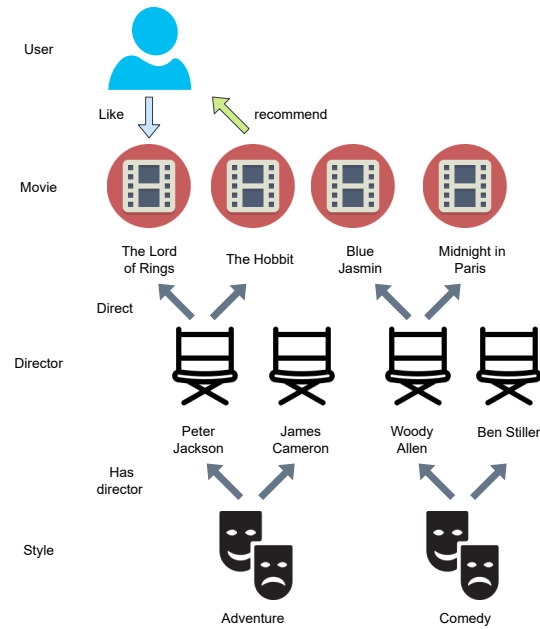 User
Like
recommend
Movie
The Lord
of Rings
The Hobbit
Blue
Jasmin
Midnight in
Paris
Direct
Director
Peter
Jackson
James
Cameron
Woody
Allen
Ben Stiller
Has
director
Style
Adventure
Comedy